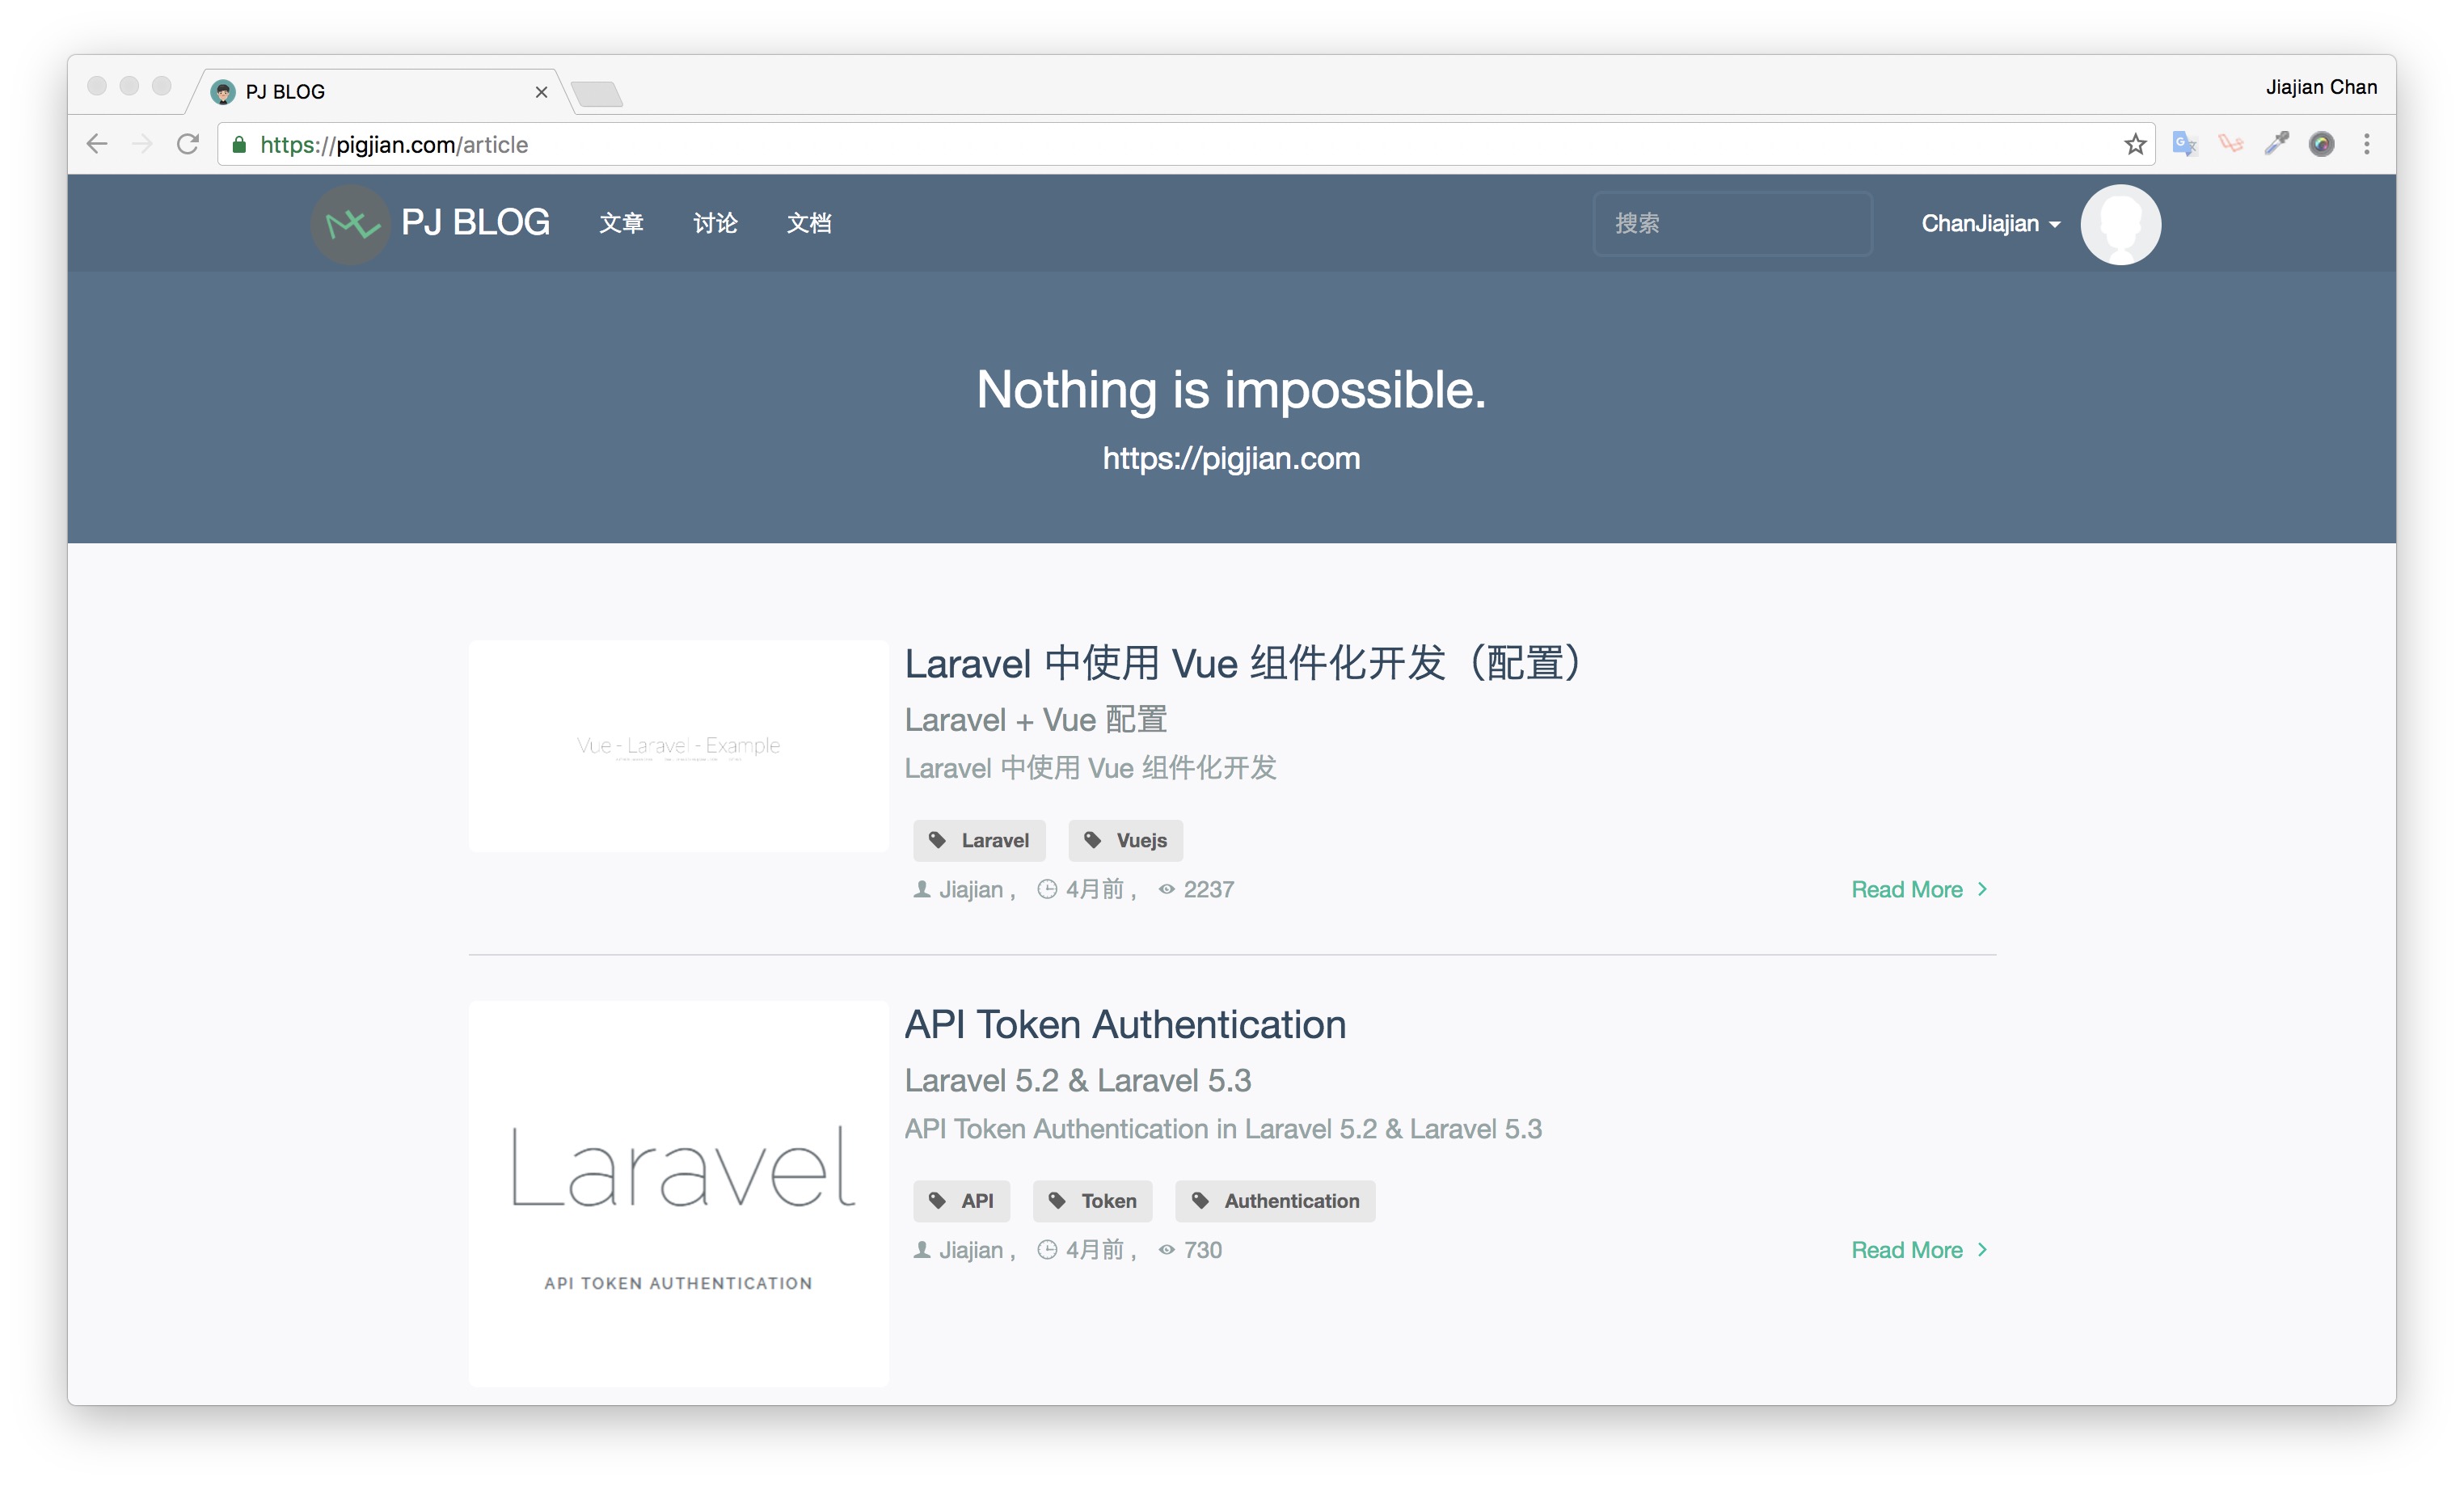 PJ BLOG
Jiajian Chan
https://pigjian.com/article
PJ BLOG 文章 讨论 文档 搜索 ChanJiajian
Nothing is impossible.
https://pigjian.com
Vue - Laravel - Example
Laravel 中使用 Vue 组件化开发（配置）
Laravel + Vue 配置
Laravel 中使用 Vue 组件化开发
Laravel Vuejs
Jiajian , 4月前 , 2237 Read More
Laravel
API TOKEN AUTHENTICATION
API Token Authentication
Laravel 5.2 & Laravel 5.3
API Token Authentication in Laravel 5.2 & Laravel 5.3
API Token Authentication
Jiajian , 4月前 , 730 Read More